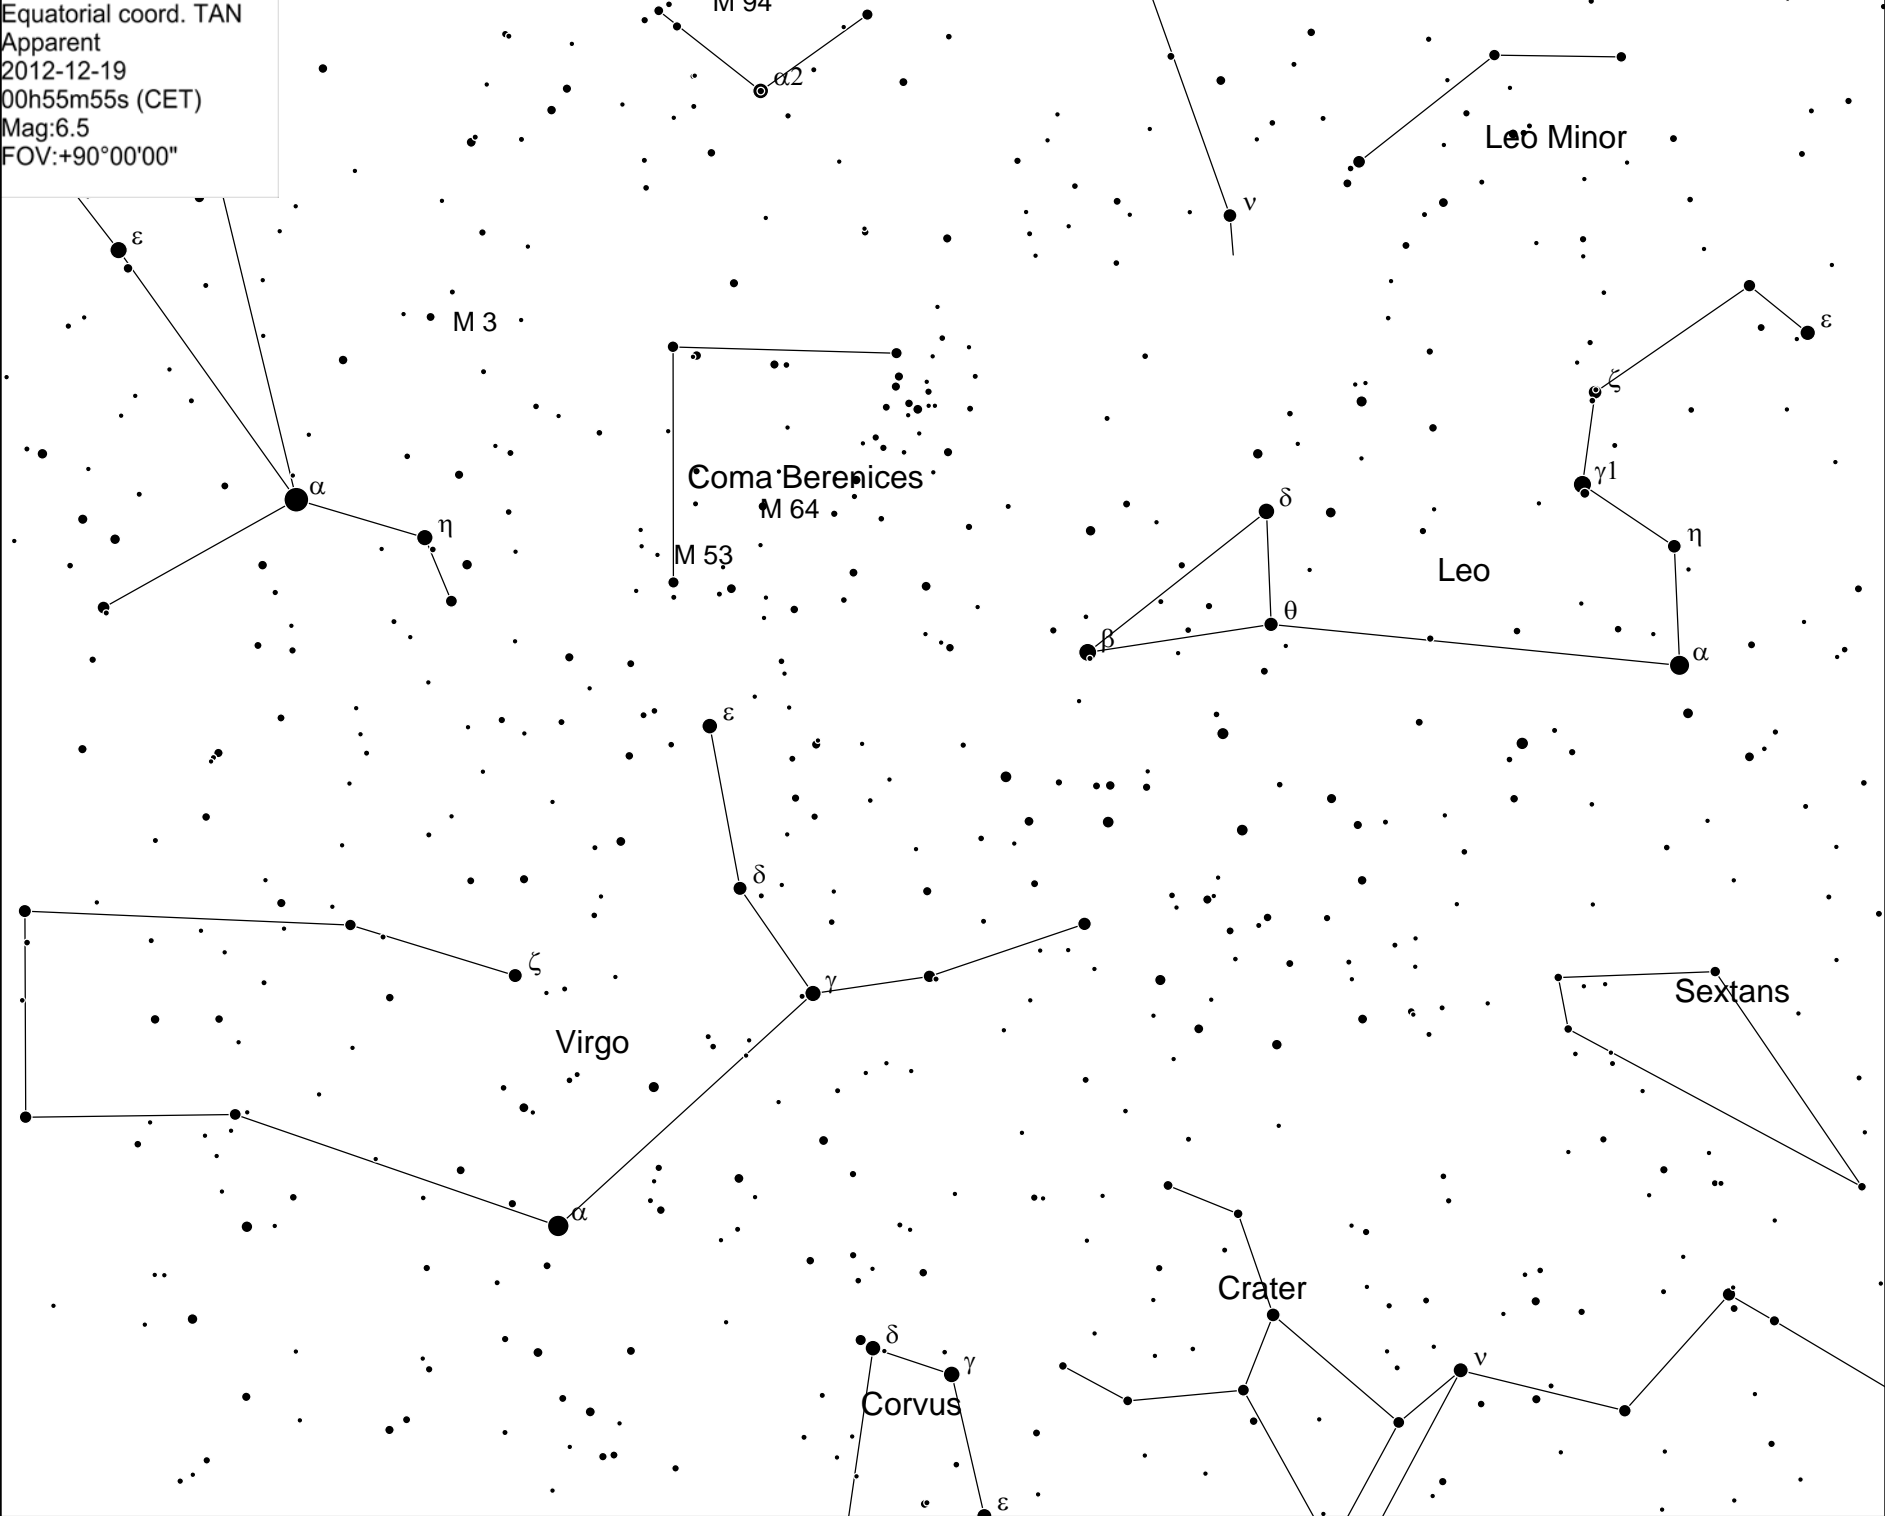 Equatorial coord. TAN
Apparent
2012-12-19
00h55m55s (CET)
Mag:6.5
FOV:+90°00'00"
M 94
α2
Leo Minor
ν
ε
M 3
ε
ζ
Coma Berenices
γ1
α
δ
M 64
η
η
M 53
Leo
θ
β
α
ε
δ
ζ
γ
Sextans
Virgo
α
Crater
δ
γ
ν
Corvus
ε